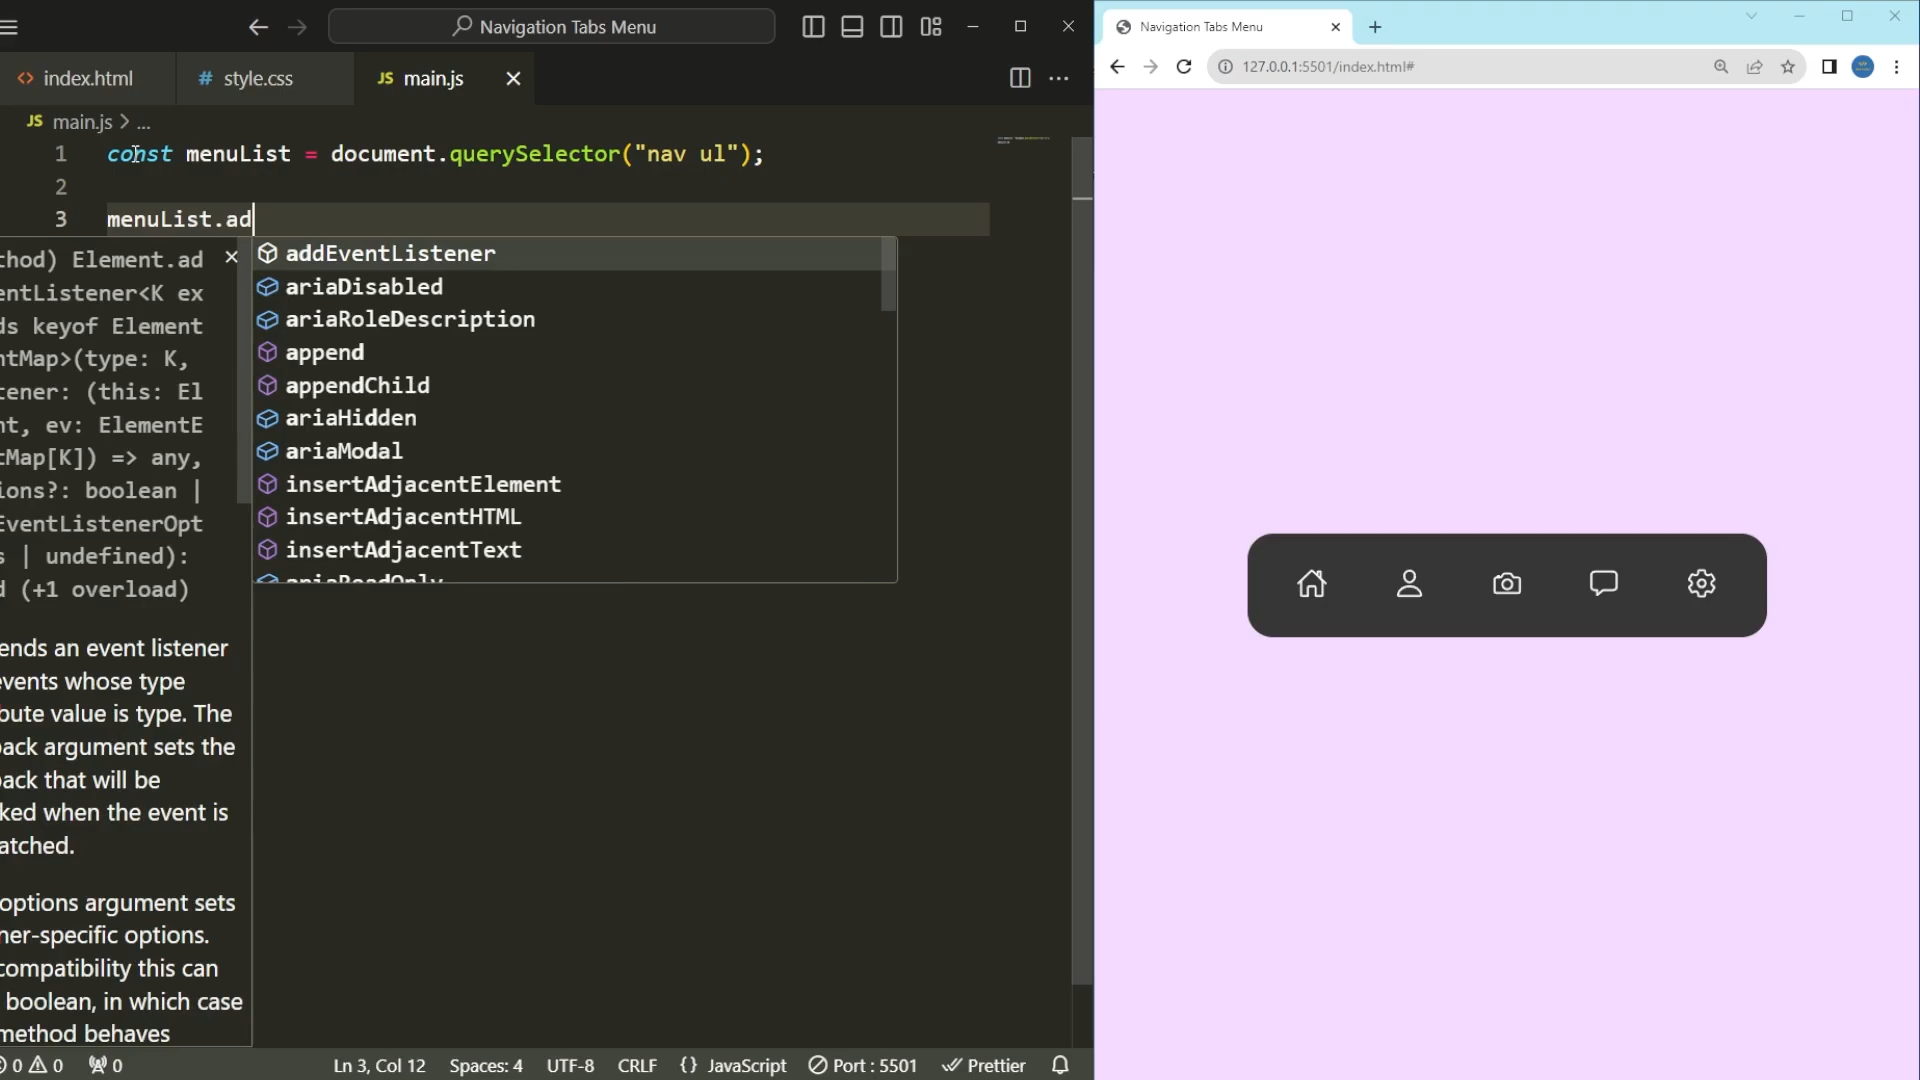 Navigation Tabs Menu
index.html
# style.css
JS main.js
JS main.js > ...
1 const menuList = document.querySelector("nav ul");
2
3 menuList.ad
thod) Element.ad
entListener<K ex
ds keyof Element
ntMap>(type: K,
tener: (this: El
nt, ev: ElementE
tMap[K]) => any,
ions?: boolean |
EventListenerOpt
s | undefined):
d (+1 overload)
ends an event listener
events whose type
bute value is type. The
back argument sets the
back that will be
ked when the event is
atched.
options argument sets
ner-specific options.
compatibility this can
boolean, in which case
method behaves
addEventListener
ariaDisabled
ariaRoleDescription
append
appendChild
ariaHidden
ariaModal
insertAdjacentElement
insertAdjacentHTML
insertAdjacentText
ariaReadOnly
0 0 0 Ln 3, Col 12 Spaces: 4 UTF-8 CRLF {} JavaScript Port : 5501 Prettier
Navigation Tabs Menu
127.0.0.1:5501/index.html#